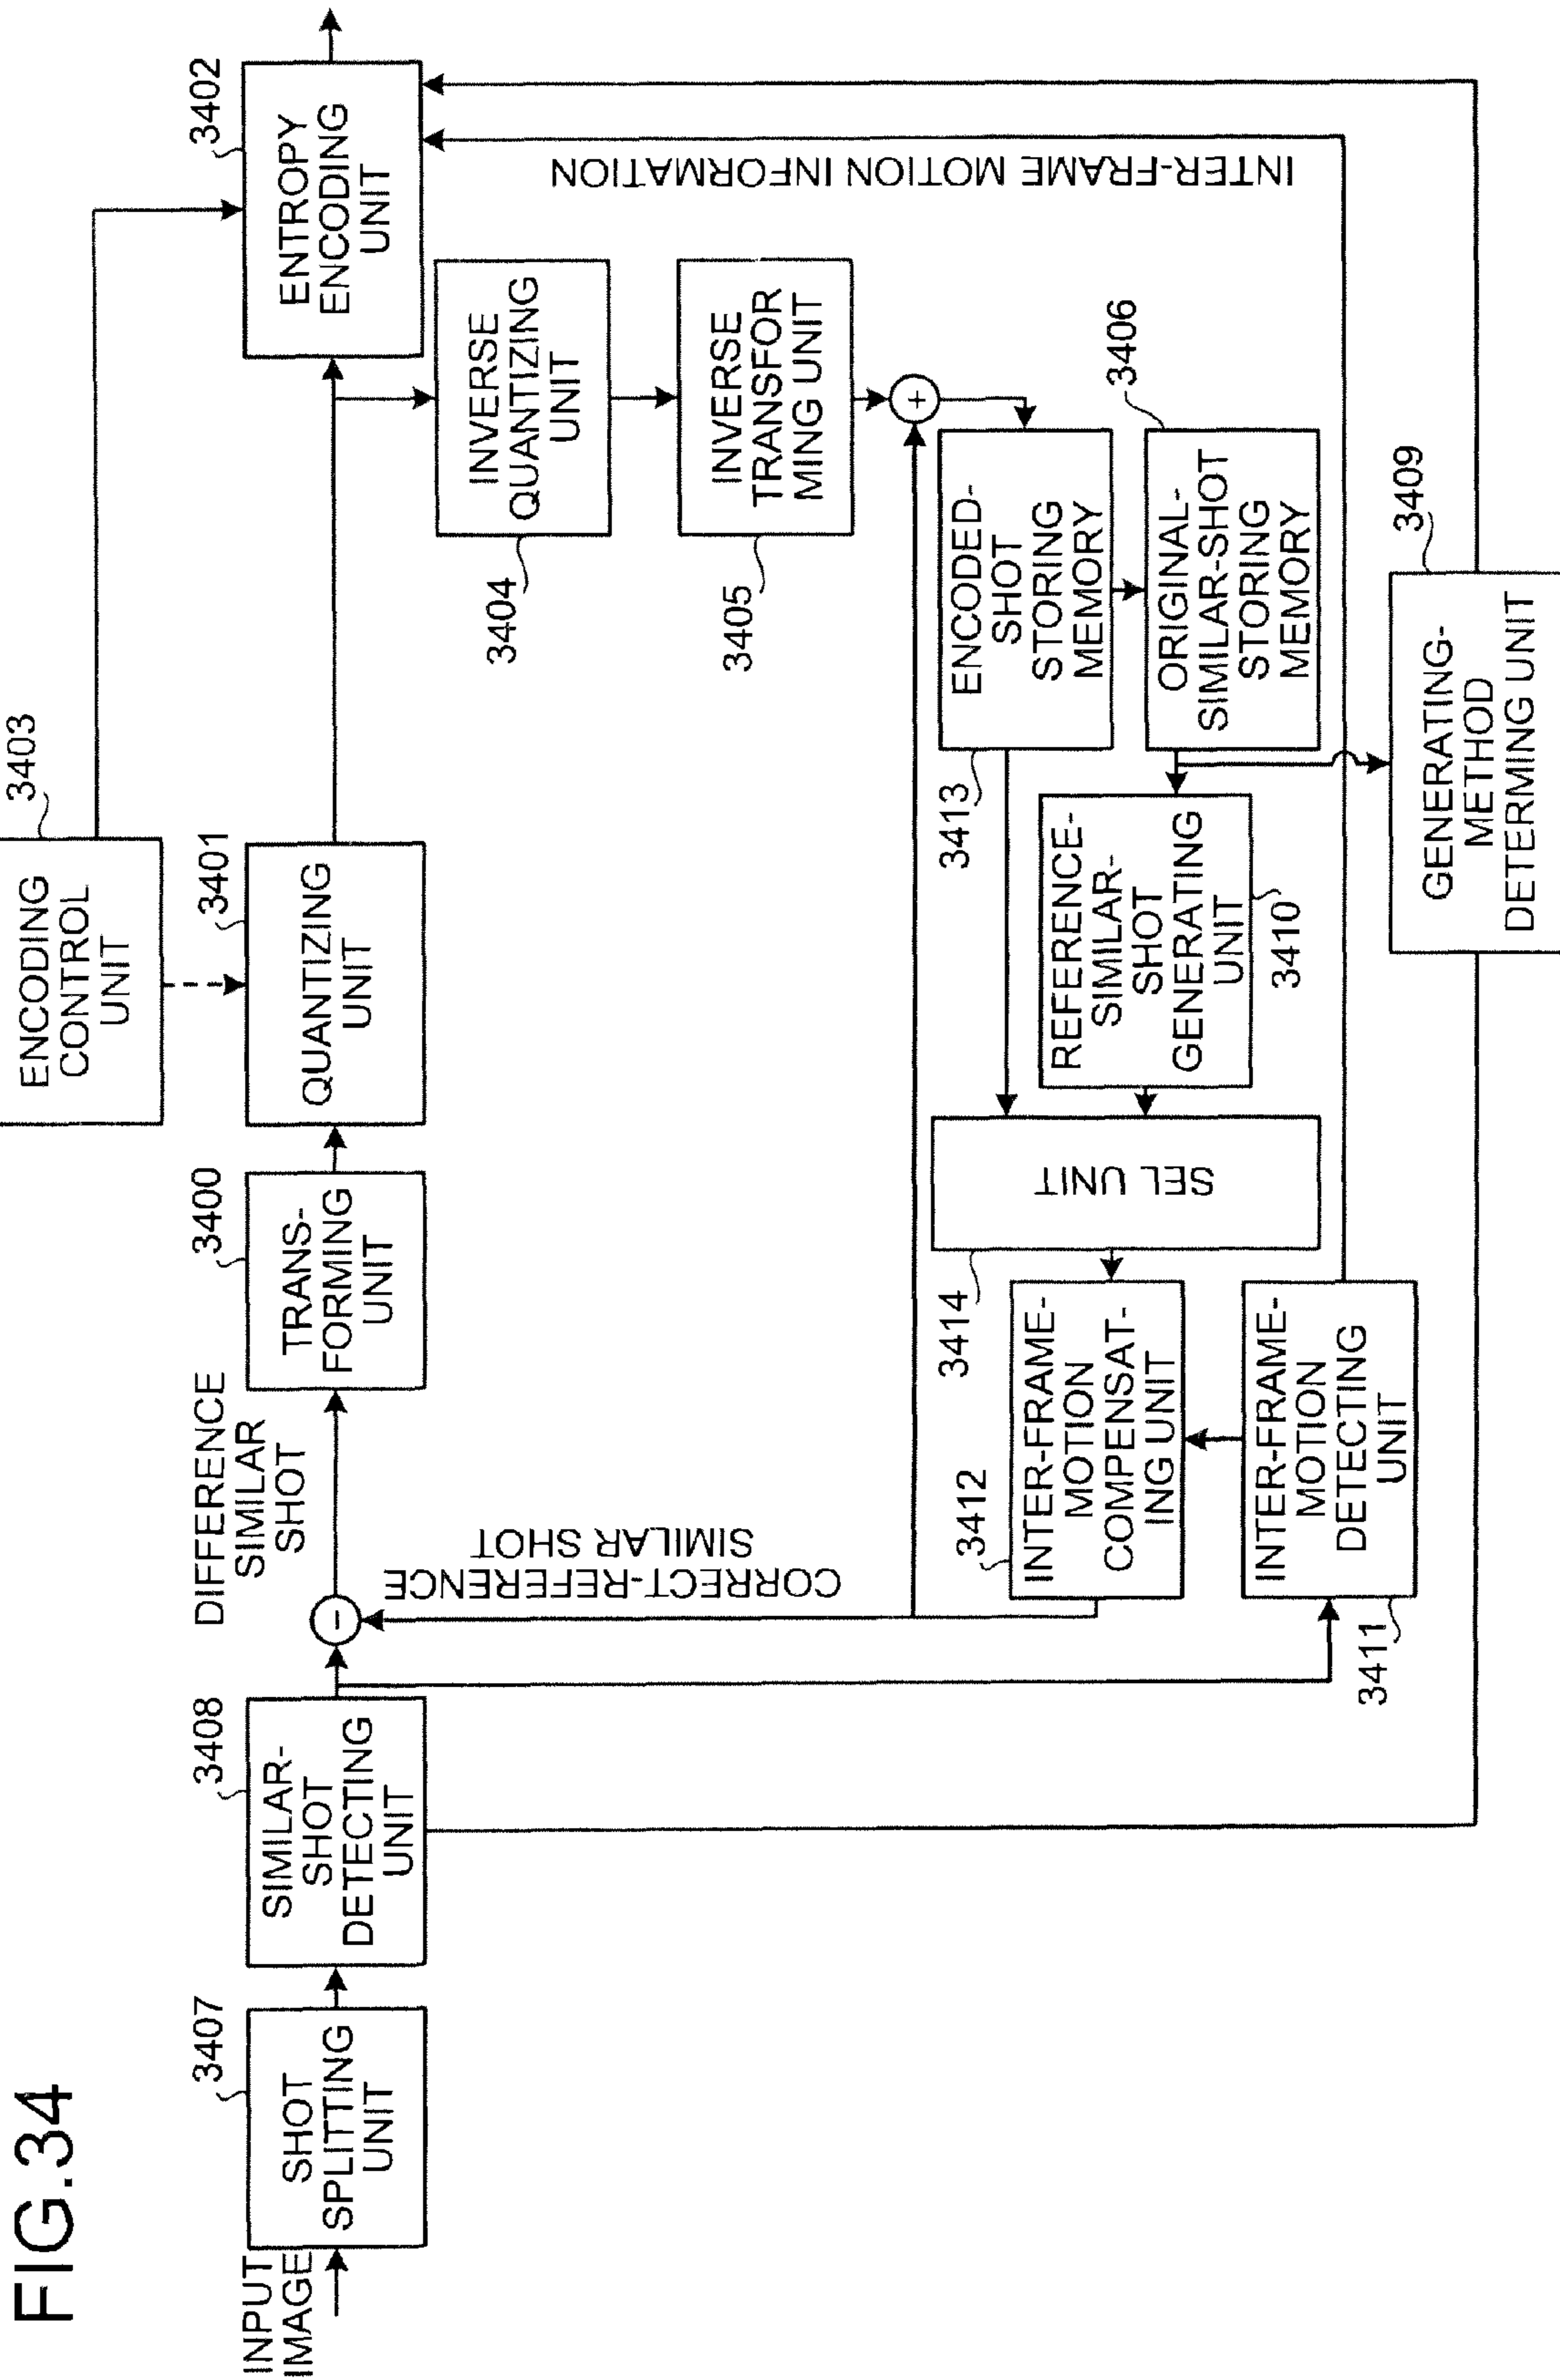 FIG.34
INPUT
IMAGE
3407
SHOT
SPLITTING
UNIT
3408
SIMILAR-
SHOT
DETECTING
UNIT
DIFFERENCE
SIMILAR
SHOT
3400
TRANS-
FORMING
UNIT
3403
ENCODING
CONTROL
UNIT
3401
QUANTIZING
UNIT
3402
ENTROPY
ENCODING
UNIT
3404
INVERSE
QUANTIZING
UNIT
3405
INVERSE
TRANSFOR
MING UNIT
INTER-FRAME MOTION INFORMATION
CORRECT-REFERENCE
SIMILAR SHOT
-
+
3412
INTER-FRAME-
MOTION
COMPENSAT-
ING UNIT
3411
INTER-FRAME-
MOTION
DETECTING
UNIT
3414
SEL UNIT
3413
ENCODED-
SHOT
STORING
MEMORY
3406
ORIGINAL-
SIMILAR-SHOT
STORING
MEMORY
REFERENCE-
SIMILAR-
SHOT
GENERATING
UNIT
3410
3409
GENERATING-
METHOD
DETERMING UNIT